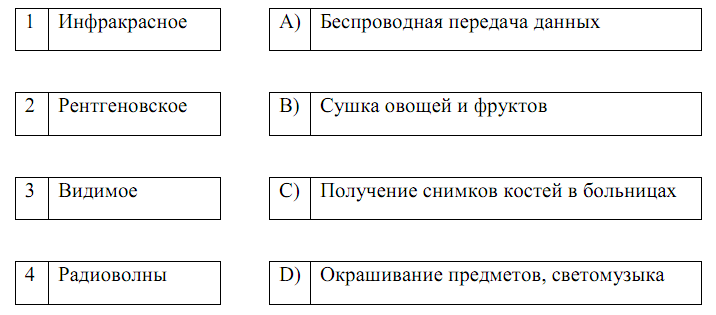 1 Инфракрасное A) Беспроводная передача данных
2 Рентгеновское B) Сушка овощей и фруктов
3 Видимое C) Получение снимков костей в больницах
4 Радиоволны D) Окрашивание предметов, светомузыка